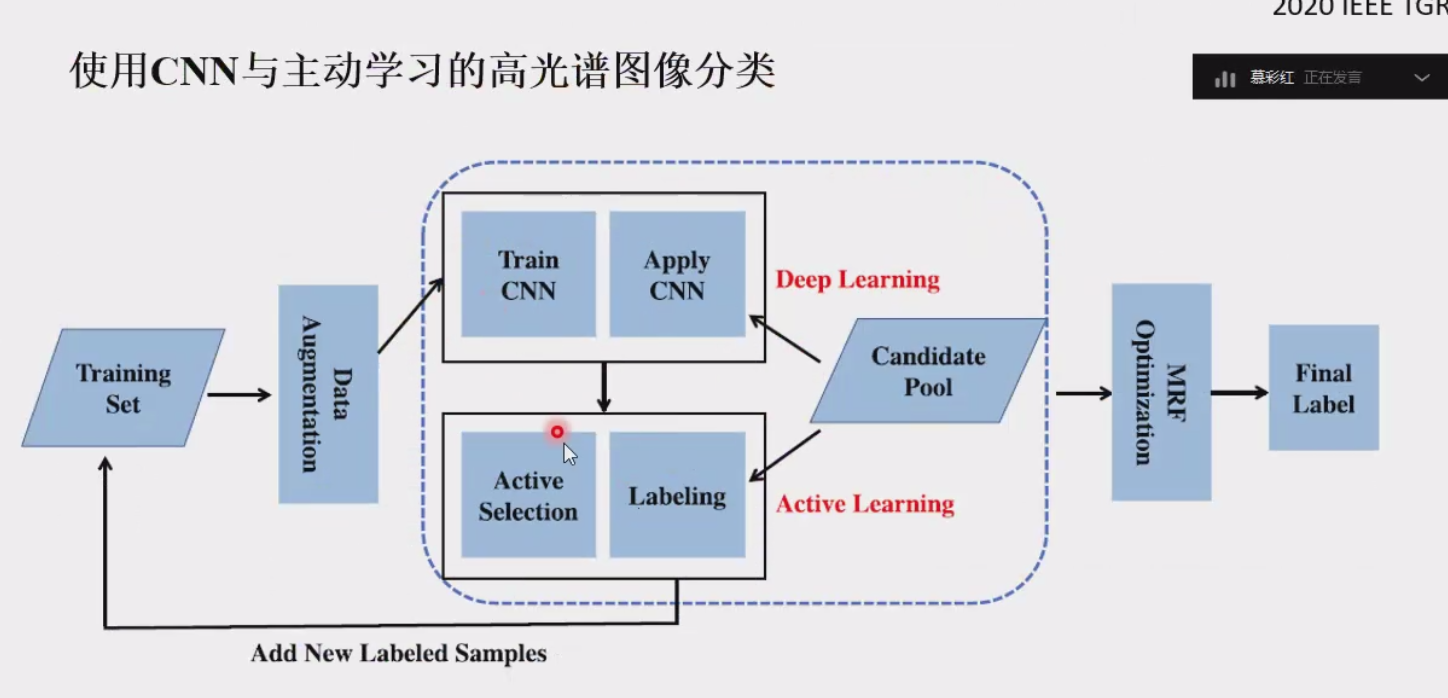 2020 IEEE TGR
使用CNN与主动学习的高光谱图像分类
慕彩红 正在发言
Train
CNN
Apply
CNN
Deep Learning
Training
Set
Data
Augmentation
Candidate
Pool
MRF
Optimization
Final
Label
Active
Selection
Labeling
Active Learning
Add New Labeled Samples